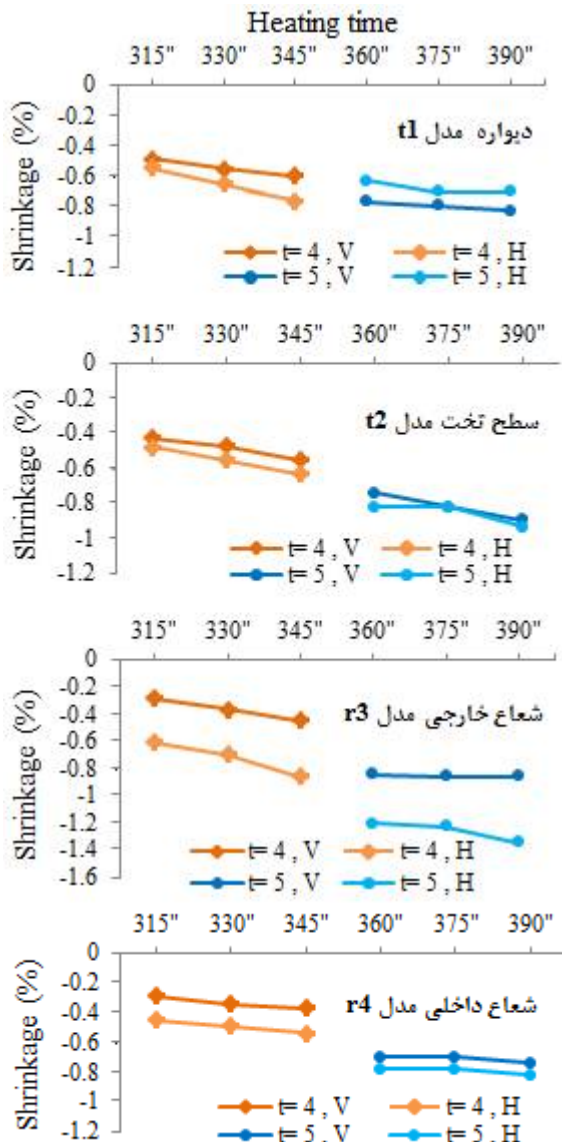 Heating time
315" 330" 345" 360" 375" 390"
Shrinkage (%)
0
-0.2
-0.4
-0.6
-0.8
-1
-1.2
دیواره مدل t1
t= 4 , V t= 4 , H
t= 5 , V t= 5 , H
315" 330" 345" 360" 375" 390"
Shrinkage (%)
0
-0.2
-0.4
-0.6
-0.8
-1
-1.2
سطح تخت مدل t2
t= 4 , V t= 4 , H
t= 5 , V t= 5 , H
315" 330" 345" 360" 375" 390"
Shrinkage (%)
0
-0.2
-0.4
-0.6
-0.8
-1
-1.2
-1.4
-1.6
شعاع خارجی مدل r3
t= 4 , V t= 4 , H
t= 5 , V t= 5 , H
315" 330" 345" 360" 375" 390"
Shrinkage (%)
0
-0.2
-0.4
-0.6
-0.8
-1
-1.2
شعاع داخلی مدل r4
t= 4 , V t= 4 , H
t= 5 , V t= 5 , H